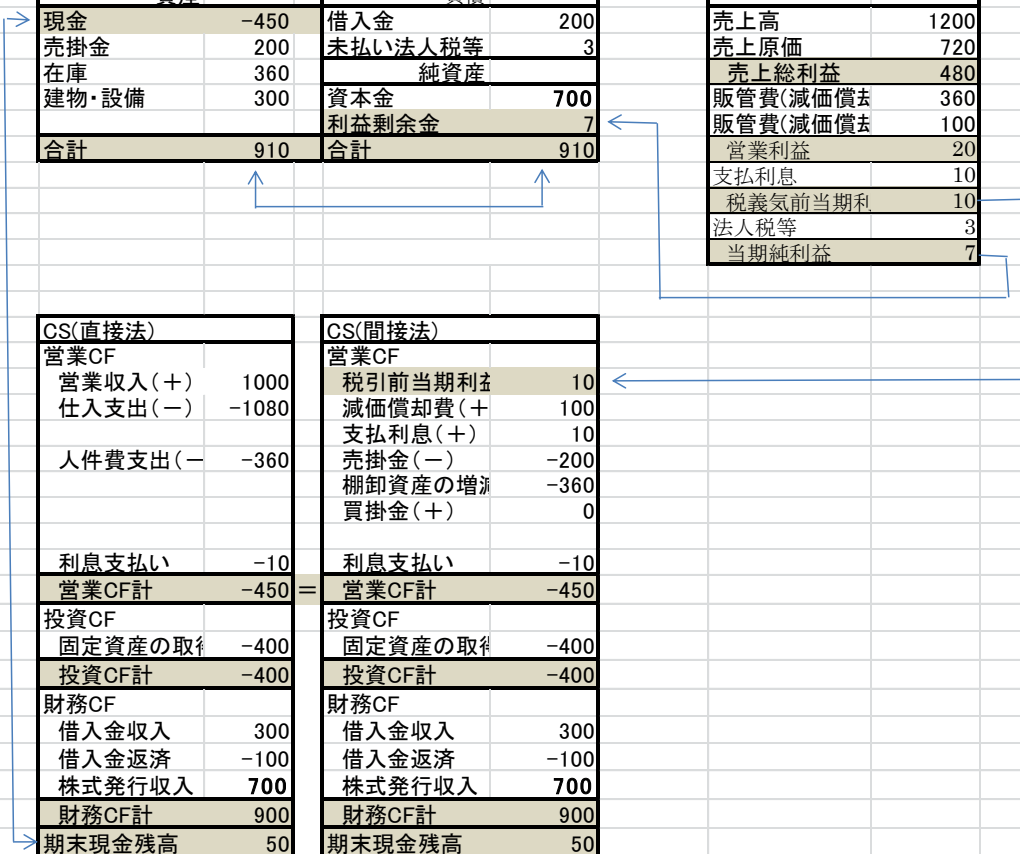 現金 -450 借入金 200
売掛金 200 未払い法人税等 3
在庫 360 純資産
建物・設備 300 資本金 700
利益剰余金 7
合計 910 合計 910
売上高 1200
売上原価 720
売上総利益 480
販管費(減価償却 360
販管費(減価償却 100
営業利益 20
支払利息 10
税義気前当期利 10
法人税等 3
当期純利益 7
CS(直接法)
営業CF
営業収入(+) 1000
仕入支出(-) -1080
人件費支出(- -360
利息支払い -10
営業CF計 -450 =
投資CF
固定資産の取得 -400
投資CF計 -400
財務CF
借入金収入 300
借入金返済 -100
株式発行収入 700
財務CF計 900
期末現金残高 50
CS(間接法)
営業CF
税引前当期利益 10
減価償却費(+ 100
支払利息(+) 10
売掛金(-) -200
棚卸資産の増減 -360
買掛金(+) 0
利息支払い -10
営業CF計 -450
投資CF
固定資産の取得 -400
投資CF計 -400
財務CF
借入金収入 300
借入金返済 -100
株式発行収入 700
財務CF計 900
期末現金残高 50